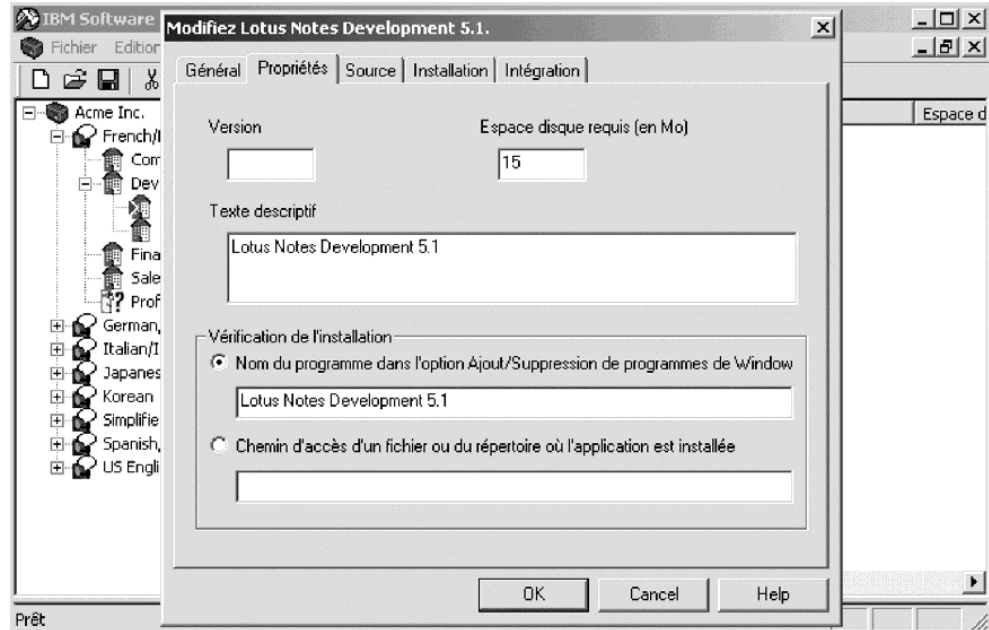 IBM Software
Modifiez Lotus Notes Development 5.1.
Fichier Edition
Général Propriétés Source Installation Intégration
Acme Inc.
Espace d
French/I
Com
Dev
Fina
Sale
Prof
German,
Italian/I
Japanes
Korean
Simplifie
Spanish,
US Engli
Version
Espace disque requis (en Mo)
15
Texte descriptif
Lotus Notes Development 5.1
Vérification de l'installation
Nom du programme dans l'option Ajout/Suppression de programmes de Window
Lotus Notes Development 5.1
Chemin d'accès d'un fichier ou du répertoire où l'application est installée
OK Cancel Help
Prêt